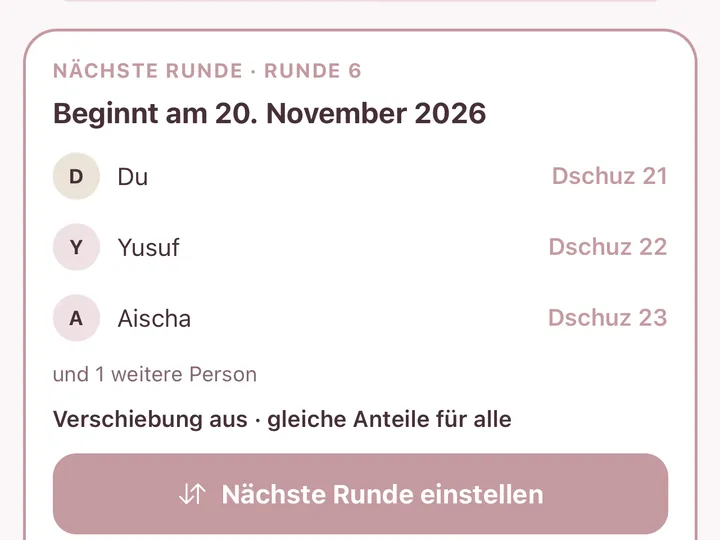 NÄCHSTE RUNDE · RUNDE 6
Beginnt am 20. November 2026
D Du Dschuz 21
Y Yusuf Dschuz 22
A Aischa Dschuz 23
und 1 weitere Person
Verschiebung aus · gleiche Anteile für alle
Nächste Runde einstellen